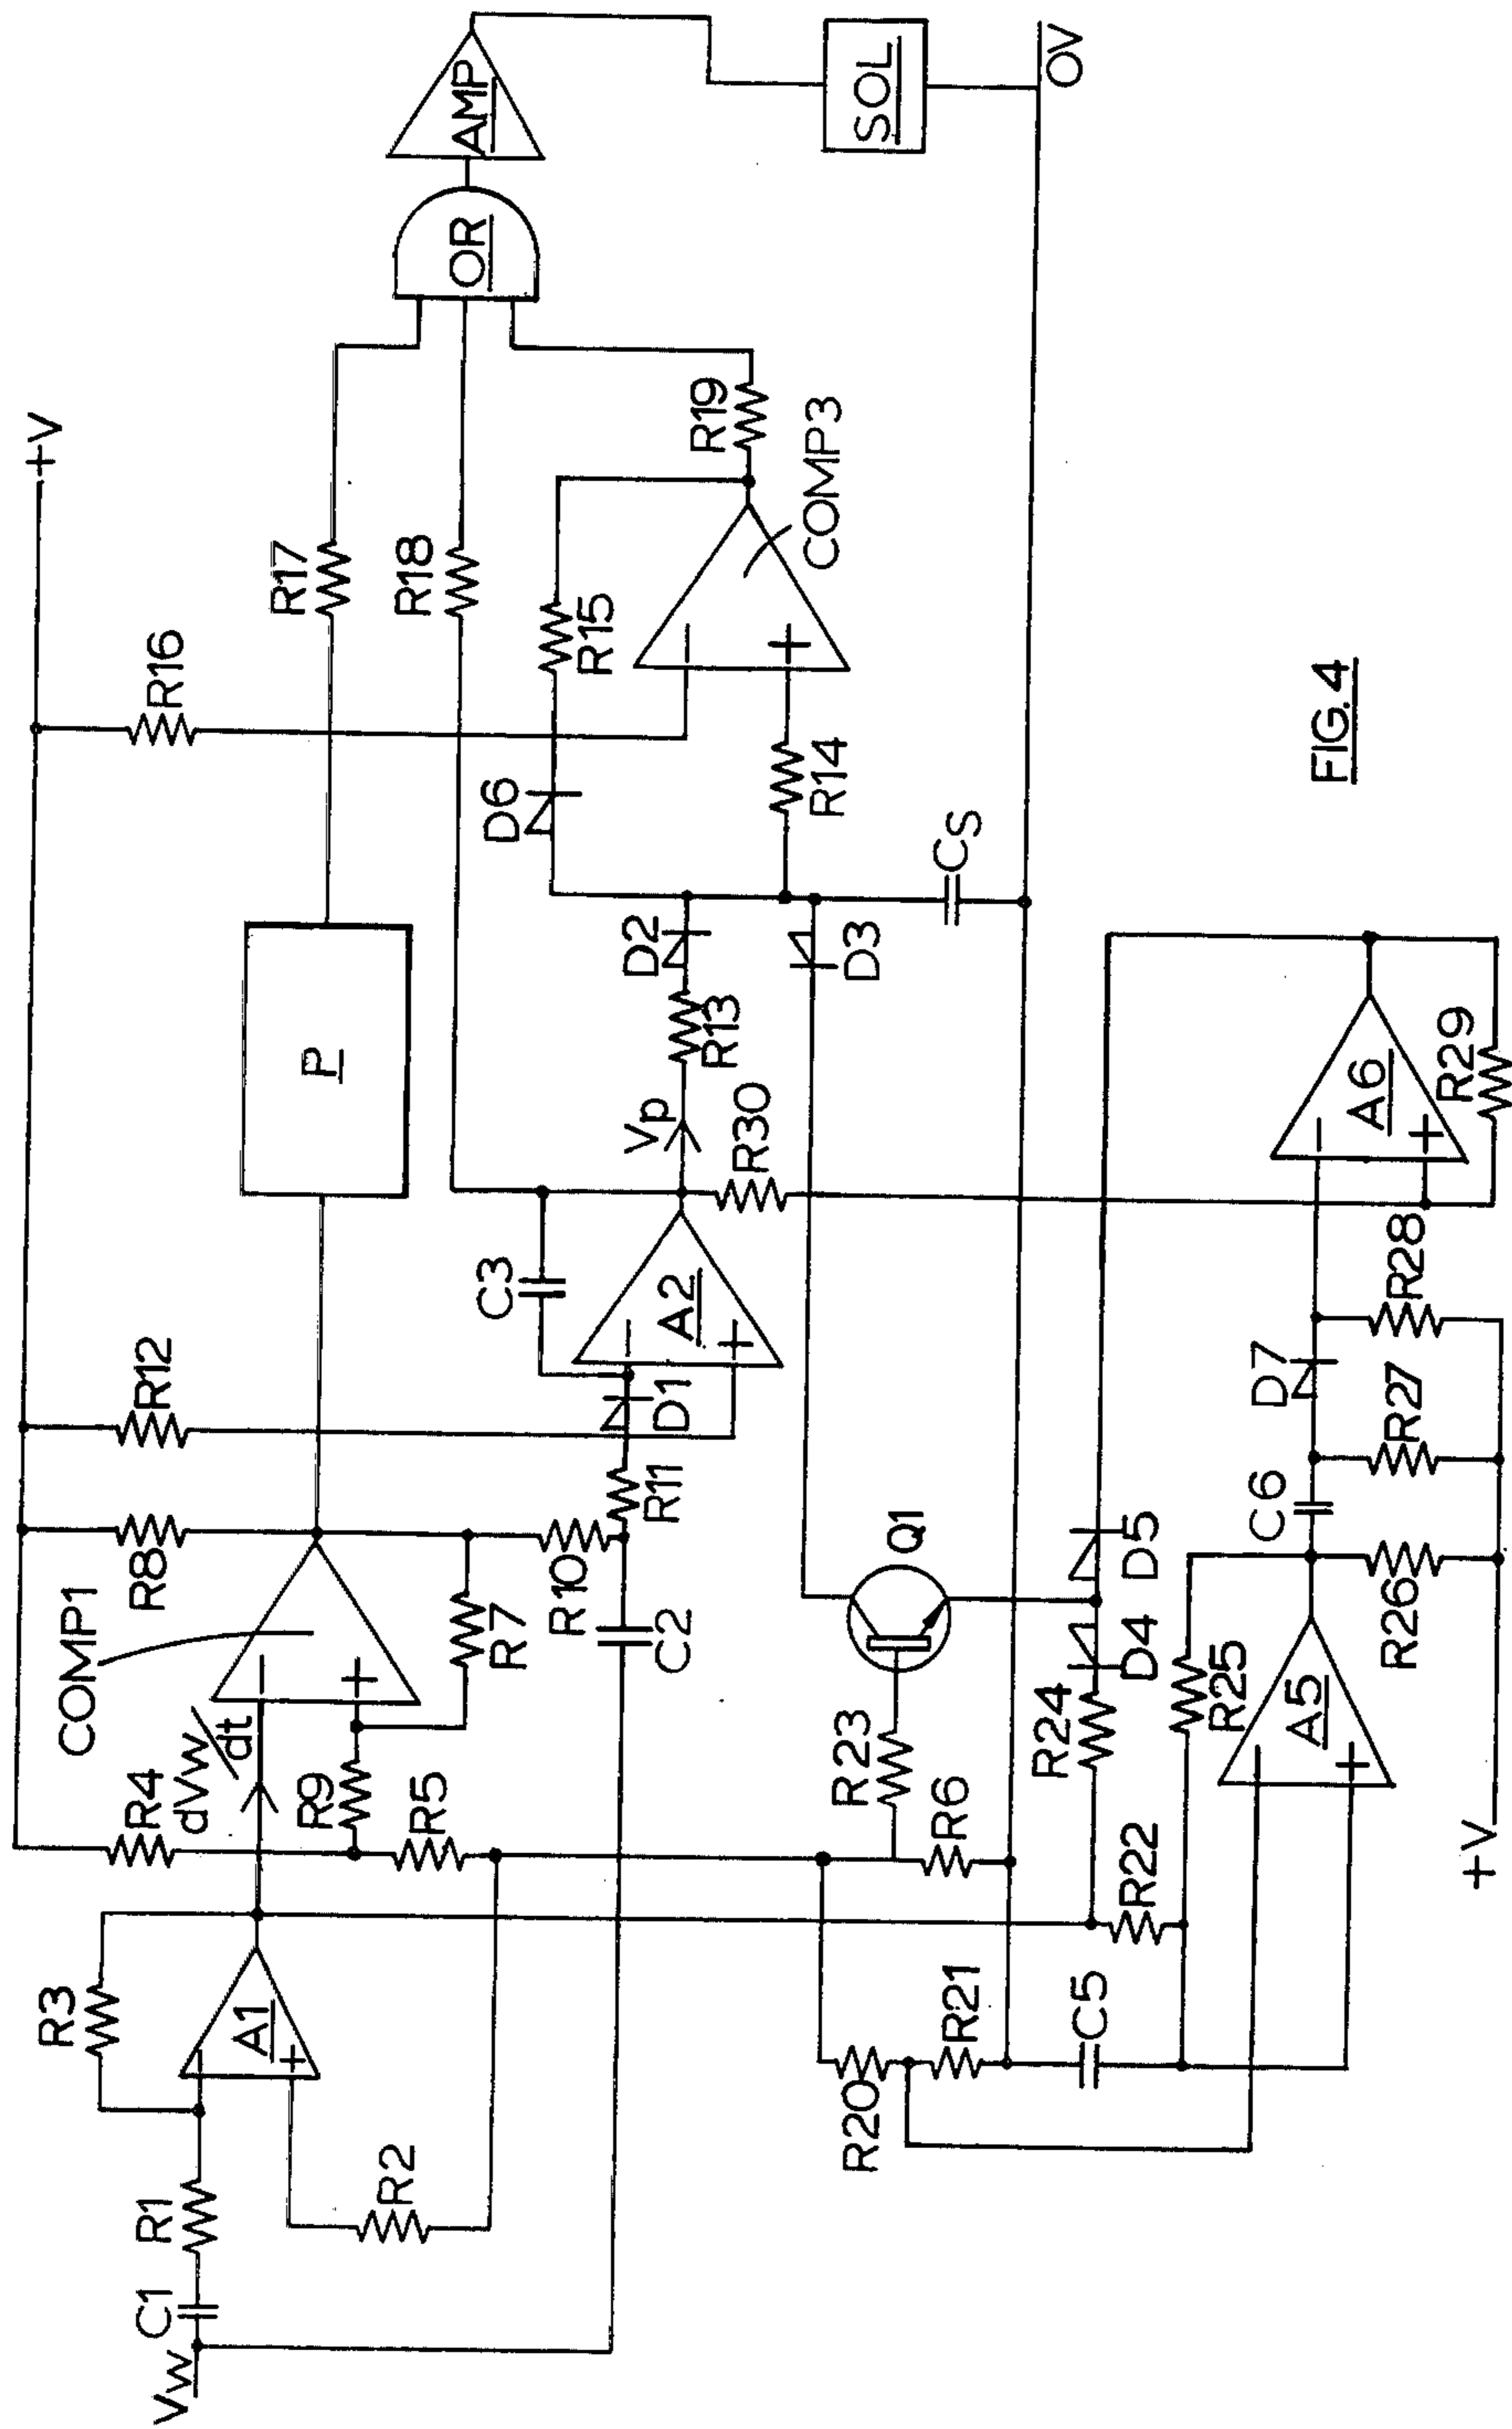 +V
R16
R12
R8
COMP1
R4
dVw/dt
R3
A1
R1
C1
Vw
R2
R9
R5
R7
R10
R11
D1
C2
C3
A2
P
R17
R18
OR
AMP
SOL
OV
D6
R15
R19
COMP3
Vp
R13
D2
R30
R14
D3
CS
Q1
R23
R6
R20
R21
C5
R22
R24
D4
D5
R25
A5
R26
C6
R27
D7
R28
A6
R29
+V
FIG.4